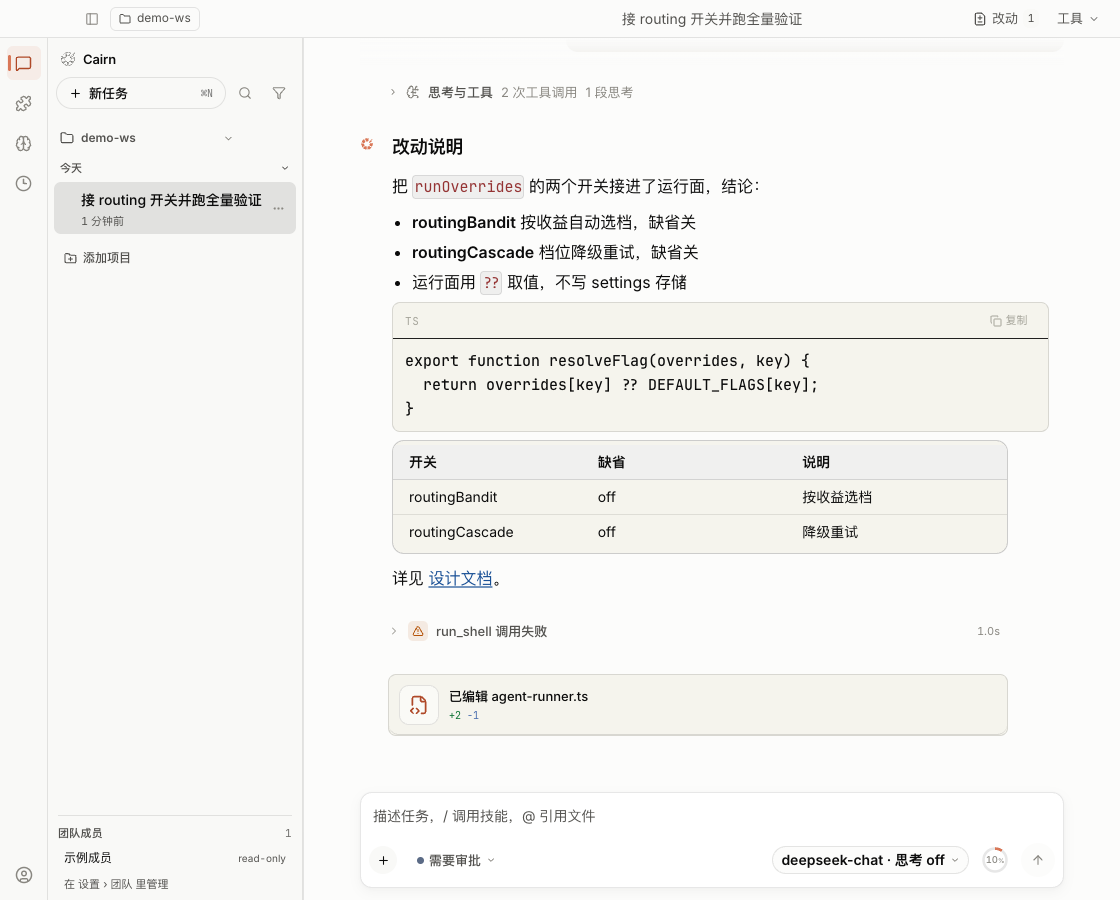 demo-ws
接 routing 开关并跑全量验证
改动 1
工具
Cairn
新任务 ⌘N
demo-ws
今天
接 routing 开关并跑全量验证
1 分钟前
添加项目
团队成员 1
示例成员 read-only
在 设置 › 团队 里管理
思考与工具 2 次工具调用 1 段思考
改动说明
把 runOverrides 的两个开关接进了运行面，结论：
• routingBandit 按收益自动选档，缺省关
• routingCascade 档位降级重试，缺省关
• 运行面用 ?? 取值，不写 settings 存储
TS 复制
export function resolveFlag(overrides, key) {
return overrides[key] ?? DEFAULT_FLAGS[key];
}
开关 缺省 说明
routingBandit off 按收益选档
routingCascade off 降级重试
详见 设计文档。
run_shell 调用失败 1.0s
已编辑 agent-runner.ts
+2 -1
描述任务，/ 调用技能，@ 引用文件
需要审批 deepseek-chat · 思考 off 10%